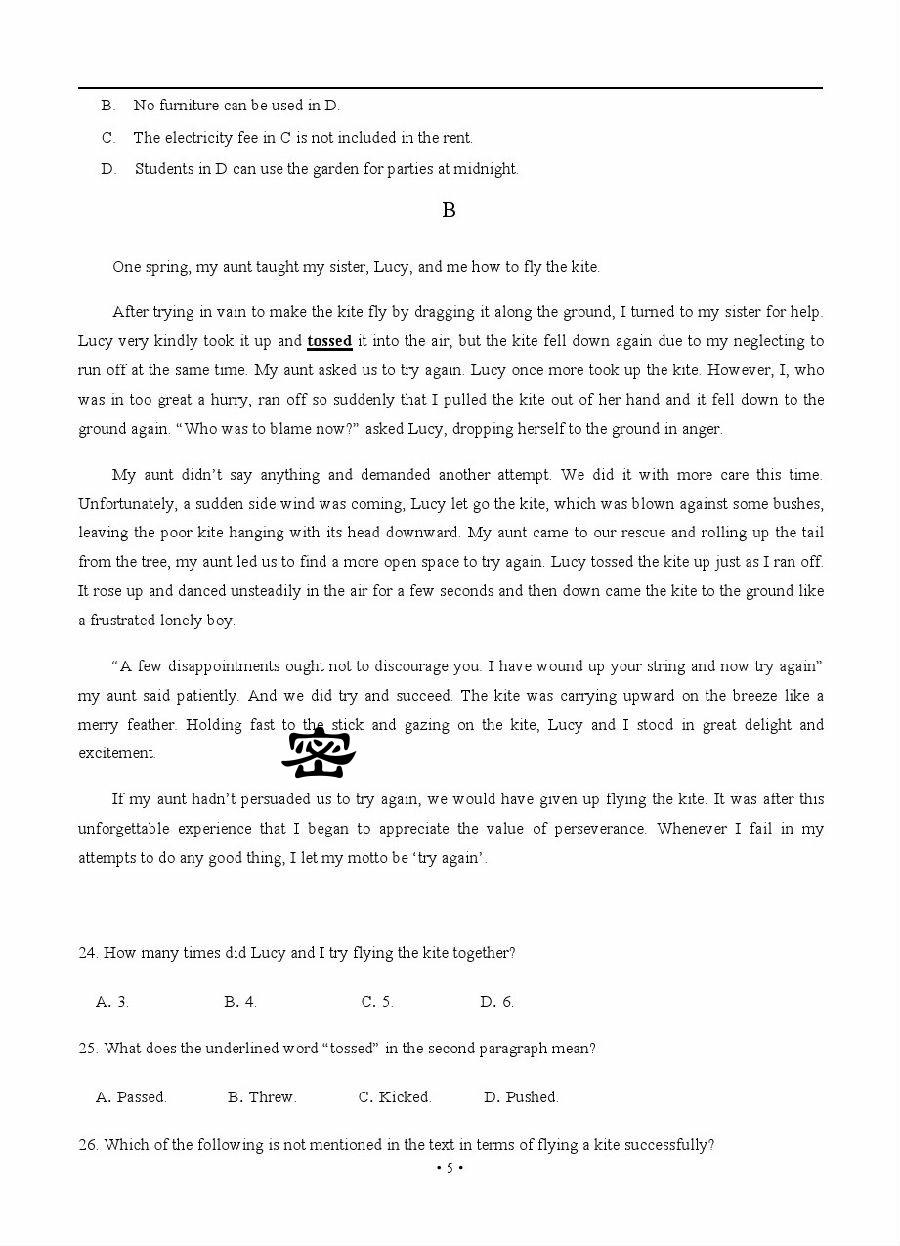 B. No furniture can be used in D.
C. The electricity fee in C is not included in the rent.
D. Students in D can use the garden for parties at midnight.
B
One spring, my aunt taught my sister, Lucy, and me how to fly the kite.
After trying in vain to make the kite fly by dragging it along the ground, I turned to my sister for help.
Lucy very kindly took it up and tossed it into the air, but the kite fell down again due to my neglecting to
run off at the same time. My aunt asked us to try again. Lucy once more took up the kite. However, I, who
was in too great a hurry, ran off so suddenly that I pulled the kite out of her hand and it fell down to the
ground again. “Who was to blame now?” asked Lucy, dropping herself to the ground in anger.
My aunt didn’t say anything and demanded another attempt. We did it with more care this time.
Unfortunately, a sudden side wind was coming, Lucy let go the kite, which was blown against some bushes,
leaving the poor kite hanging with its head downward. My aunt came to our rescue and rolling up the tail
from the tree, my aunt led us to find a more open space to try again. Lucy tossed the kite up just as I ran off.
It rose up and danced unsteadily in the air for a few seconds and then down came the kite to the ground like
a frustrated lonely boy.
“A few disappointments ought not to discourage you. I have wound up your string and now try again”
my aunt said patiently. And we did try and succeed. The kite was carrying upward on the breeze like a
merry feather. Holding fast to the stick and gazing on the kite, Lucy and I stood in great delight and
excitement.
密
If my aunt hadn’t persuaded us to try again, we would have given up flying the kite. It was after this
unforgettable experience that I began to appreciate the value of perseverance. Whenever I fail in my
attempts to do any good thing, I let my motto be ‘try again’.
24. How many times did Lucy and I try flying the kite together?
A. 3. B. 4. C. 5. D. 6.
25. What does the underlined word “tossed” in the second paragraph mean?
A. Passed. B. Threw. C. Kicked. D. Pushed.
26. Which of the following is not mentioned in the text in terms of flying a kite successfully?
• 5 •